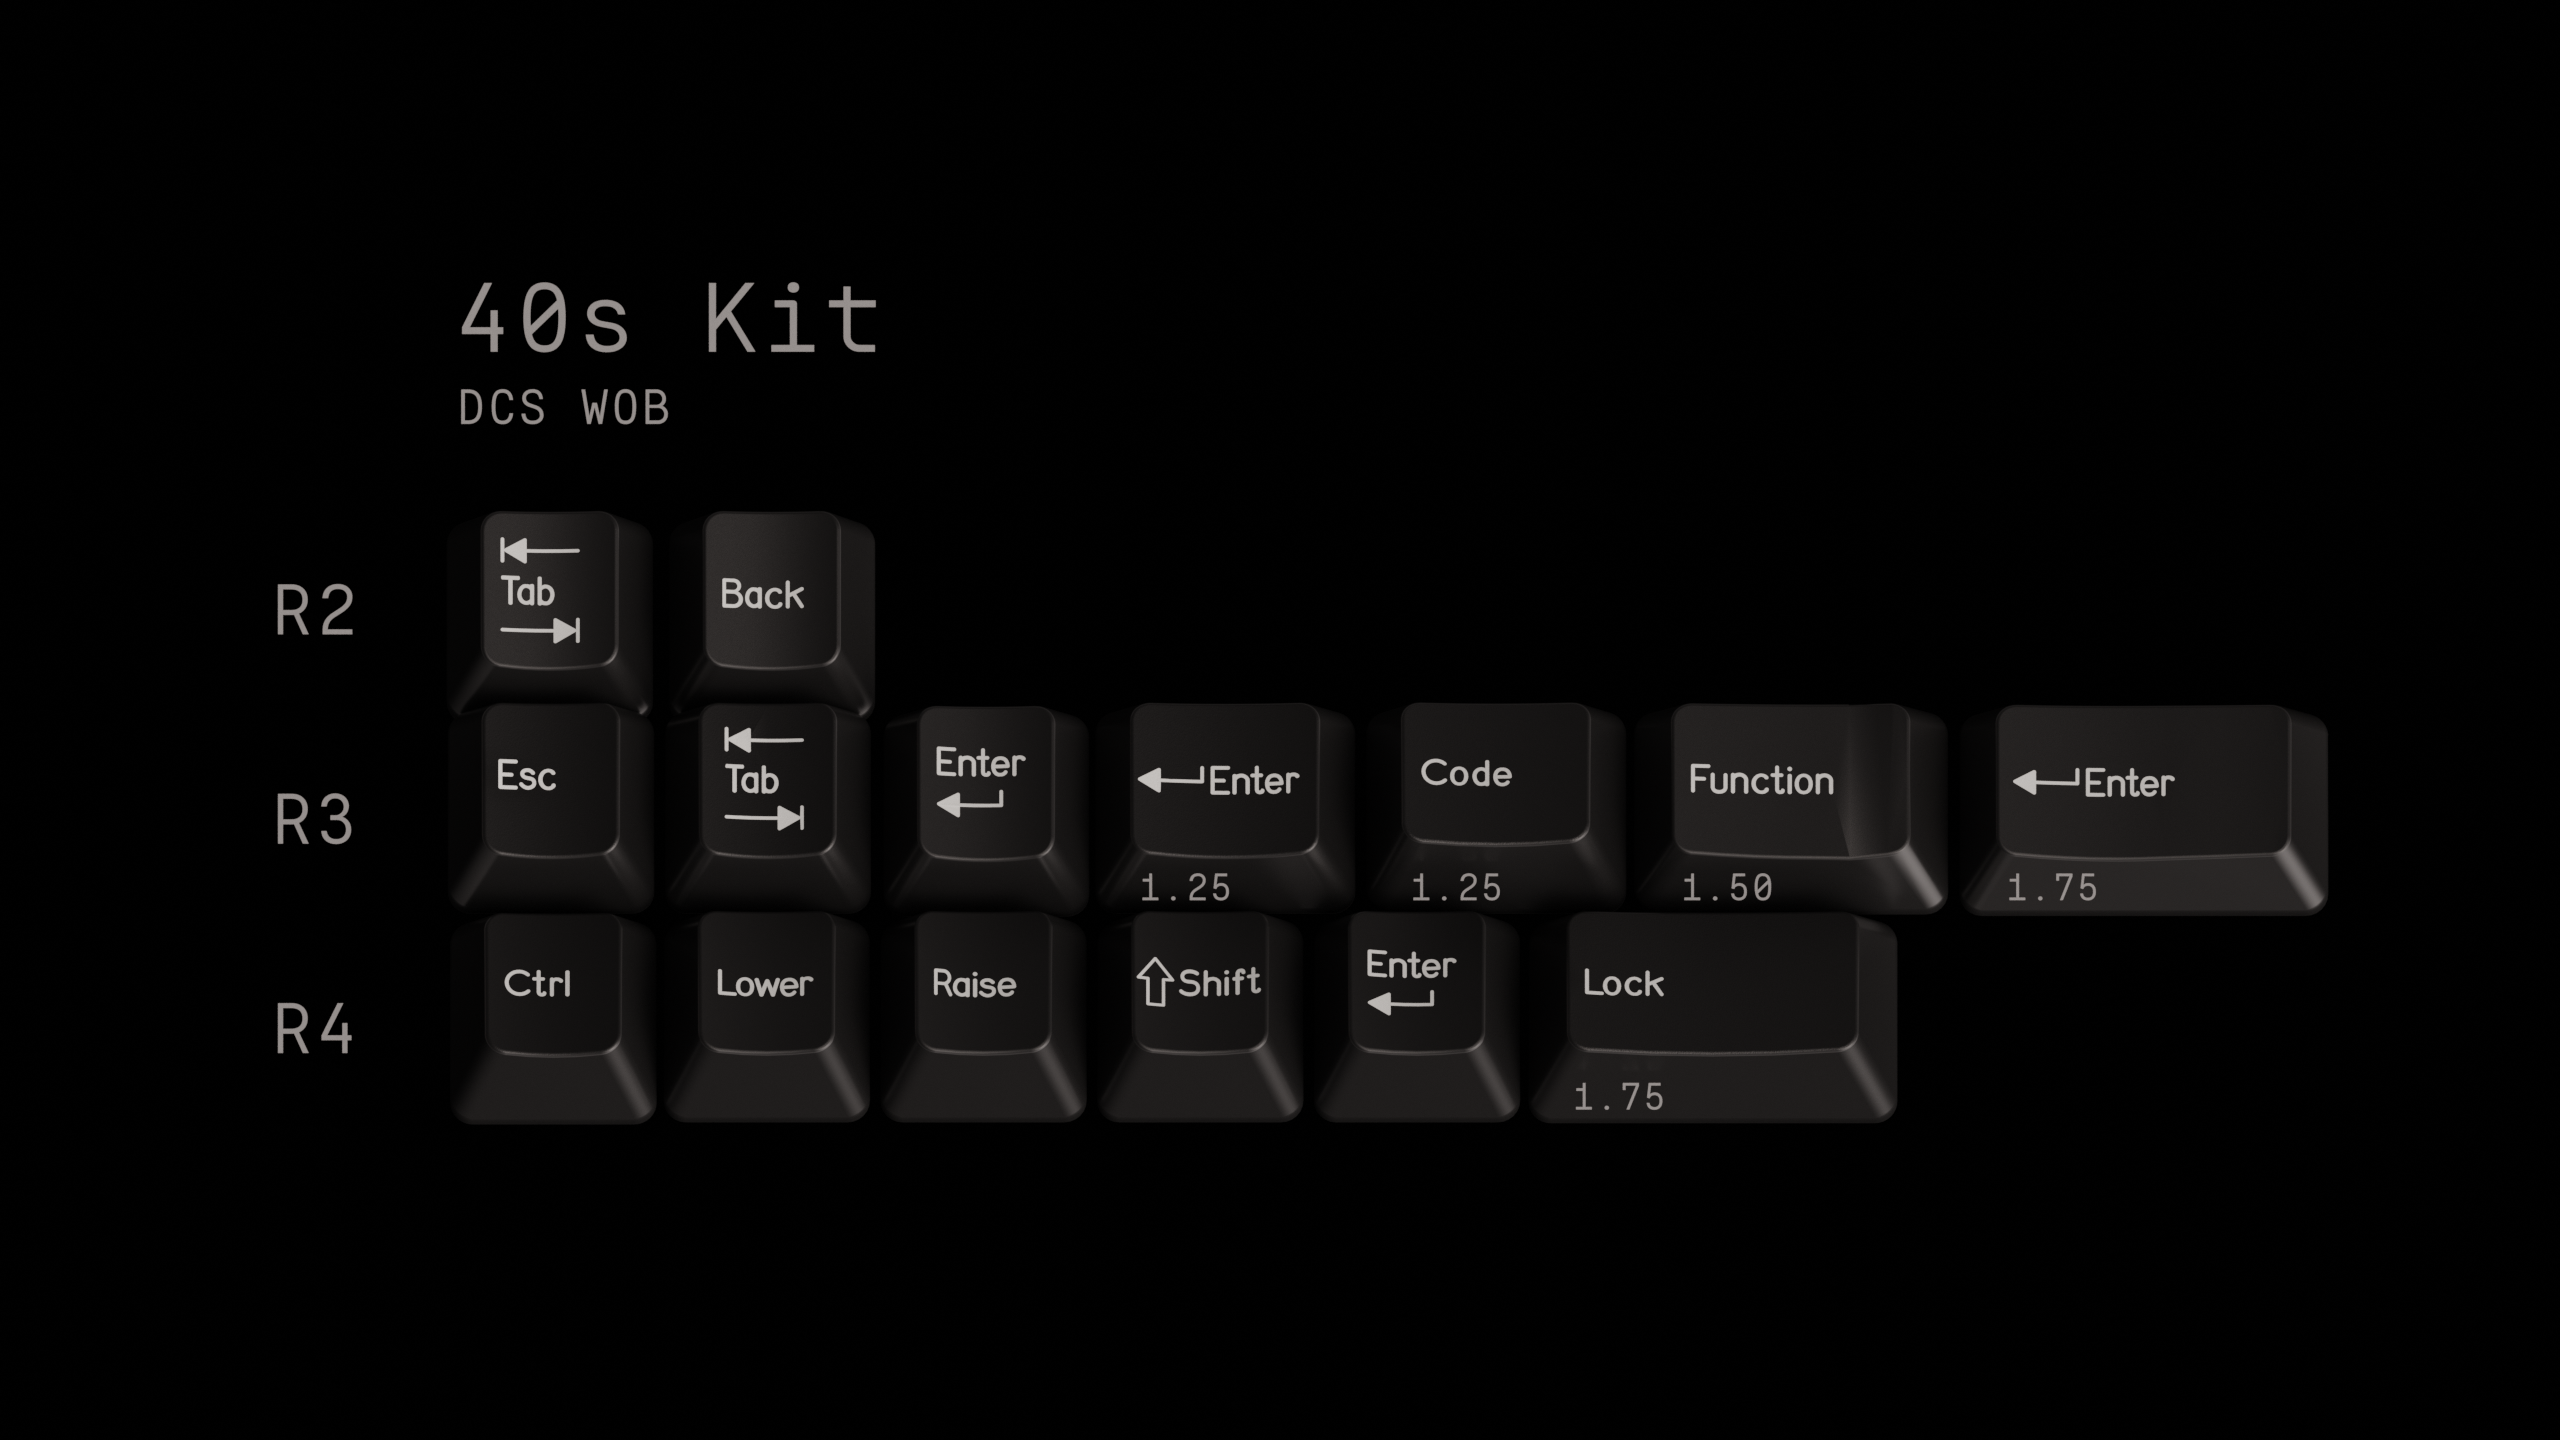 40s Kit
DCS WOB
R2
Tab
Back
R3
Esc
Tab
Enter
Enter
1.25
Code
1.25
Function
1.50
Enter
1.75
R4
Ctrl
Lower
Raise
Shift
Enter
Lock
1.75